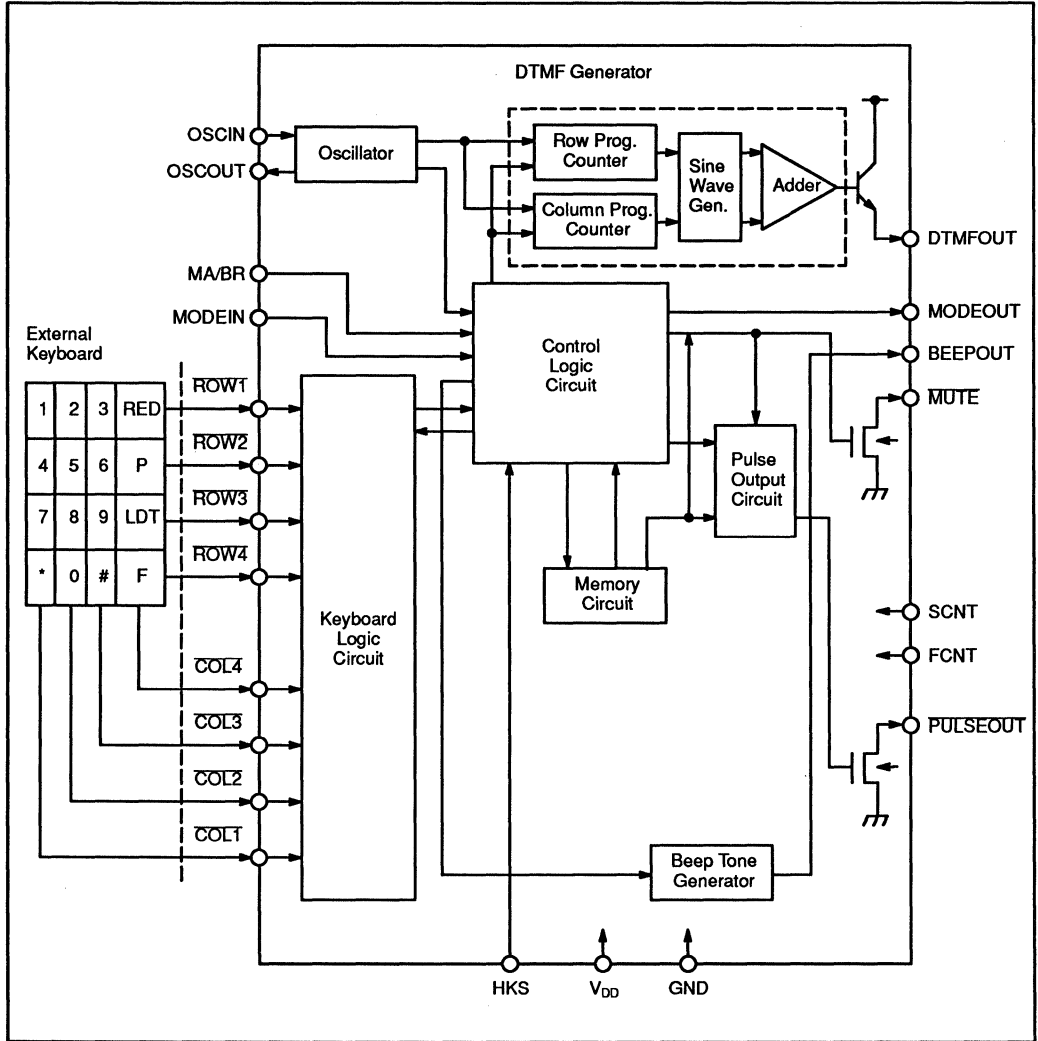 DTMF Generator
OSCIN
OSCOUT
Oscillator
Row Prog.
Counter
Column Prog.
Counter
Sine
Wave
Gen.
Adder
DTMFOUT
MA/BR
MODEIN
Control
Logic
Circuit
MODEOUT
BEEPOUT
MUTE
External
Keyboard
1 2 3 RED
4 5 6 P
7 8 9 LDT
* 0 # F
ROW1
ROW2
ROW3
ROW4
COL4
COL3
COL2
COL1
Keyboard
Logic
Circuit
Pulse
Output
Circuit
Memory
Circuit
SCNT
FCNT
PULSEOUT
Beep Tone
Generator
HKS
VDD
GND